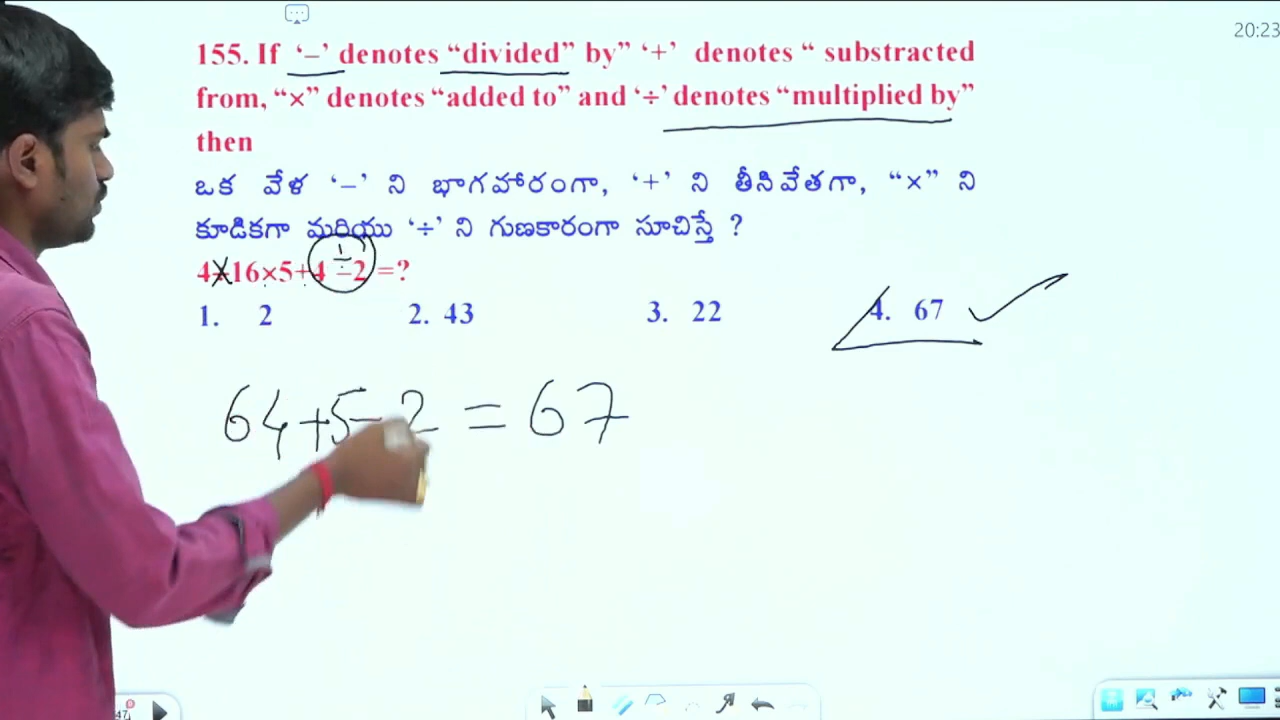 20:23
155. If ‘–’ denotes “divided” by” ‘+’ denotes “ substracted
from, “×” denotes “added to” and ‘÷’ denotes “multiplied by”
then
ఒక వేళ ‘–’ ని భాగహారంగా, ‘+’ ని తీసివేతగా, “×” ని
కూడికగా మరియు ‘÷’ ని గుణకారంగా సూచిస్తే ?
16×5+4 –2 =?
1. 2 2. 43 3. 22 4. 67
64+5-2 = 67
47